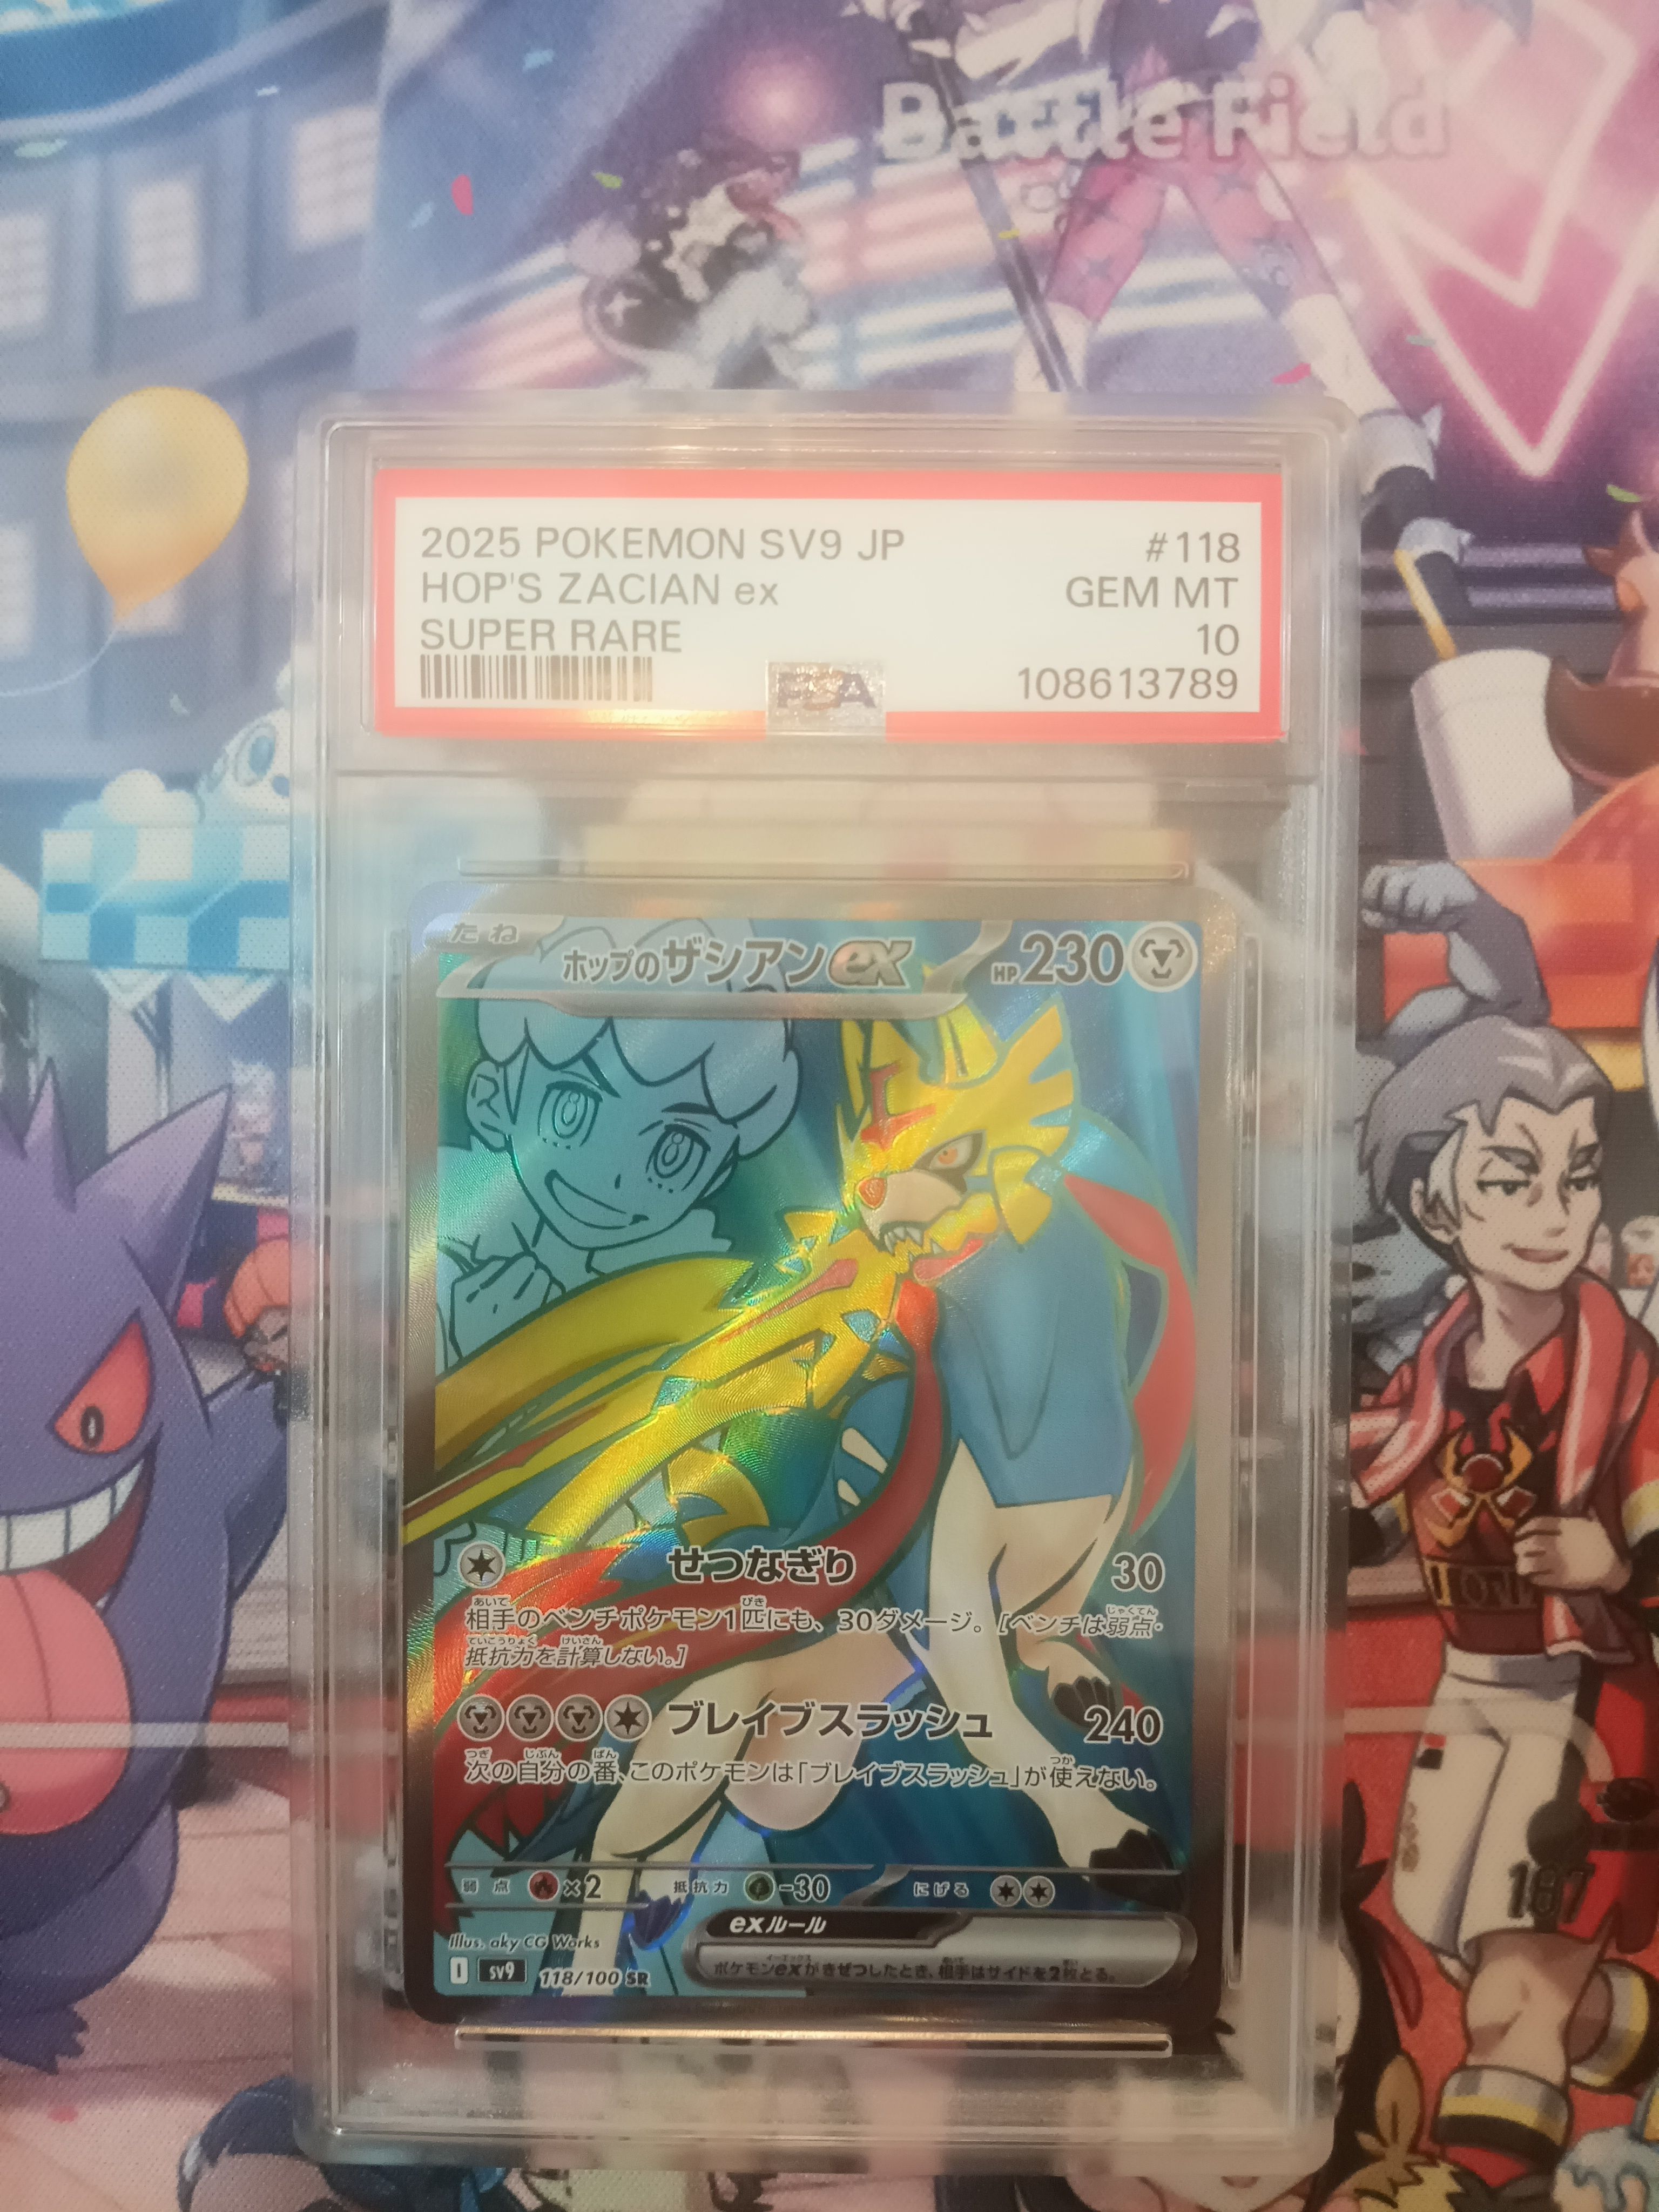 Battle Field
2025 POKEMON SV9 JP #118
HOP'S ZACIAN ex GEM MT
SUPER RARE 10
PSA 108613789
たね ホップのザシアンex HP230
せつなぎり 30
相手のベンチポケモン1匹にも、30ダメージ。[ベンチは弱点・
抵抗力を計算しない。]
ブレイブスラッシュ 240
次の自分の番、このポケモンは「ブレイブスラッシュ」が使えない。
弱点 ×2 抵抗力 -30 にげる
exルール
ポケモンexがきぜつしたとき、相手はサイドを2枚とる。
Illus. aky CG Works
I sv9 118/100 SR
187